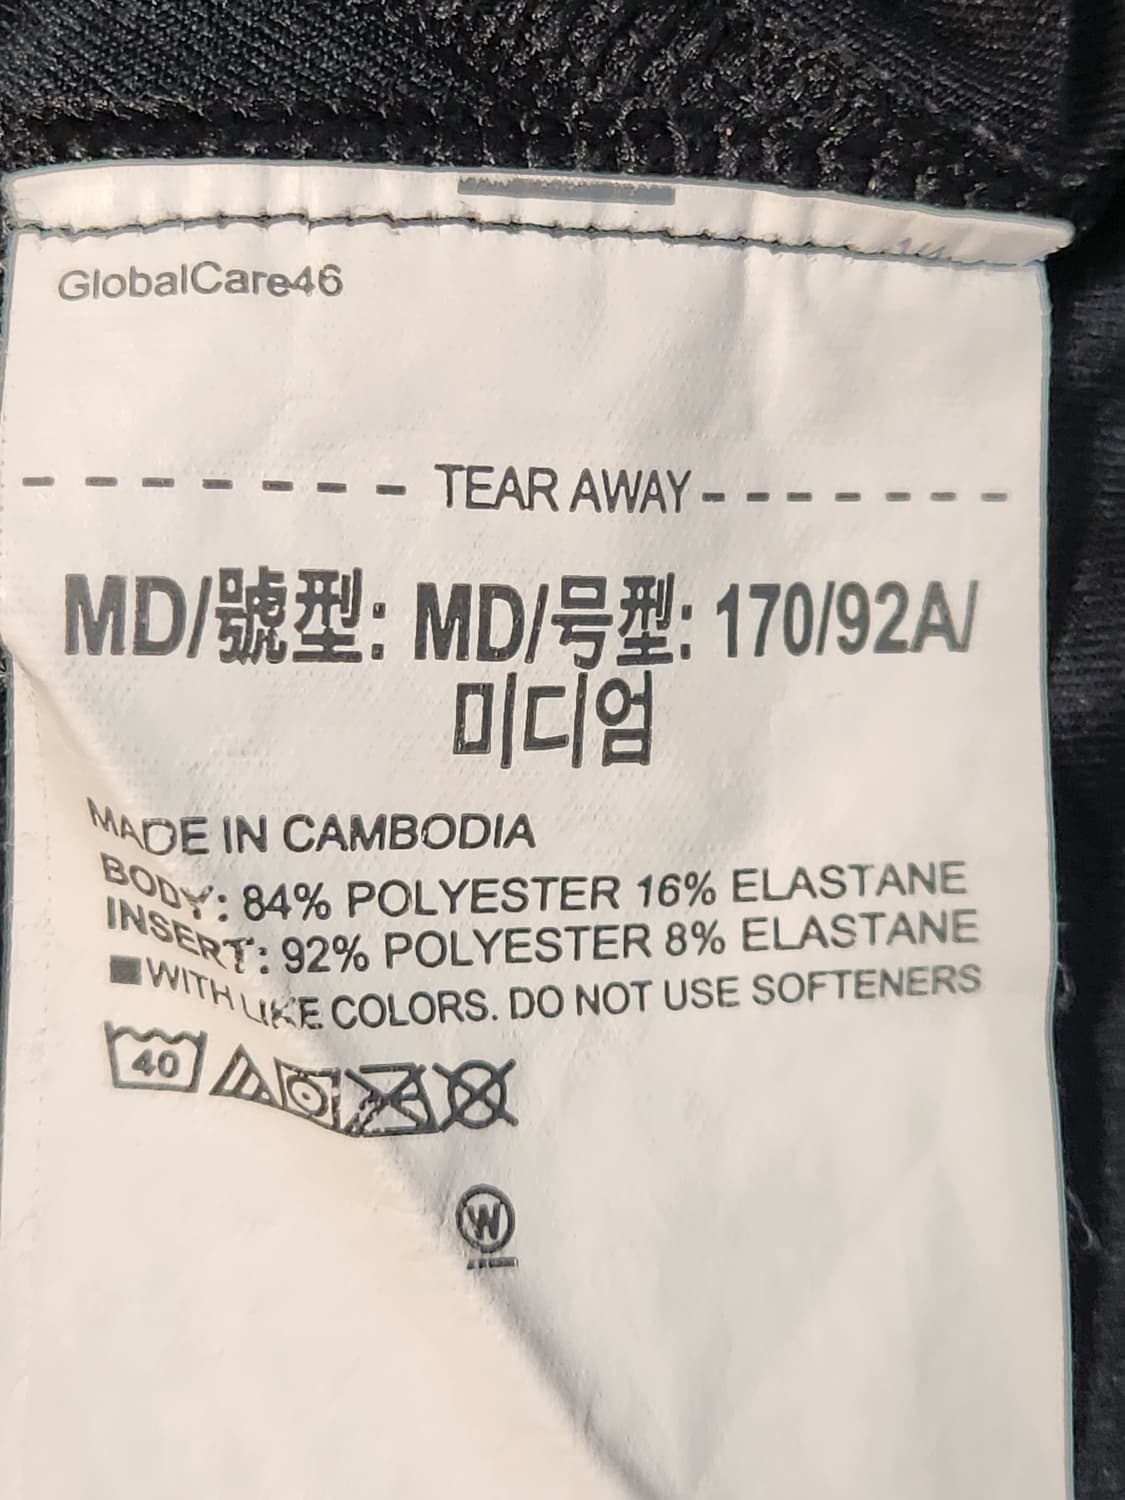 GlobalCare46
TEAR AWAY
MD/號型: MD/号型: 170/92A/
미디엄
MADE IN CAMBODIA
BODY: 84% POLYESTER 16% ELASTANE
INSERT: 92% POLYESTER 8% ELASTANE
■WITH LIKE COLORS. DO NOT USE SOFTENERS
40
W